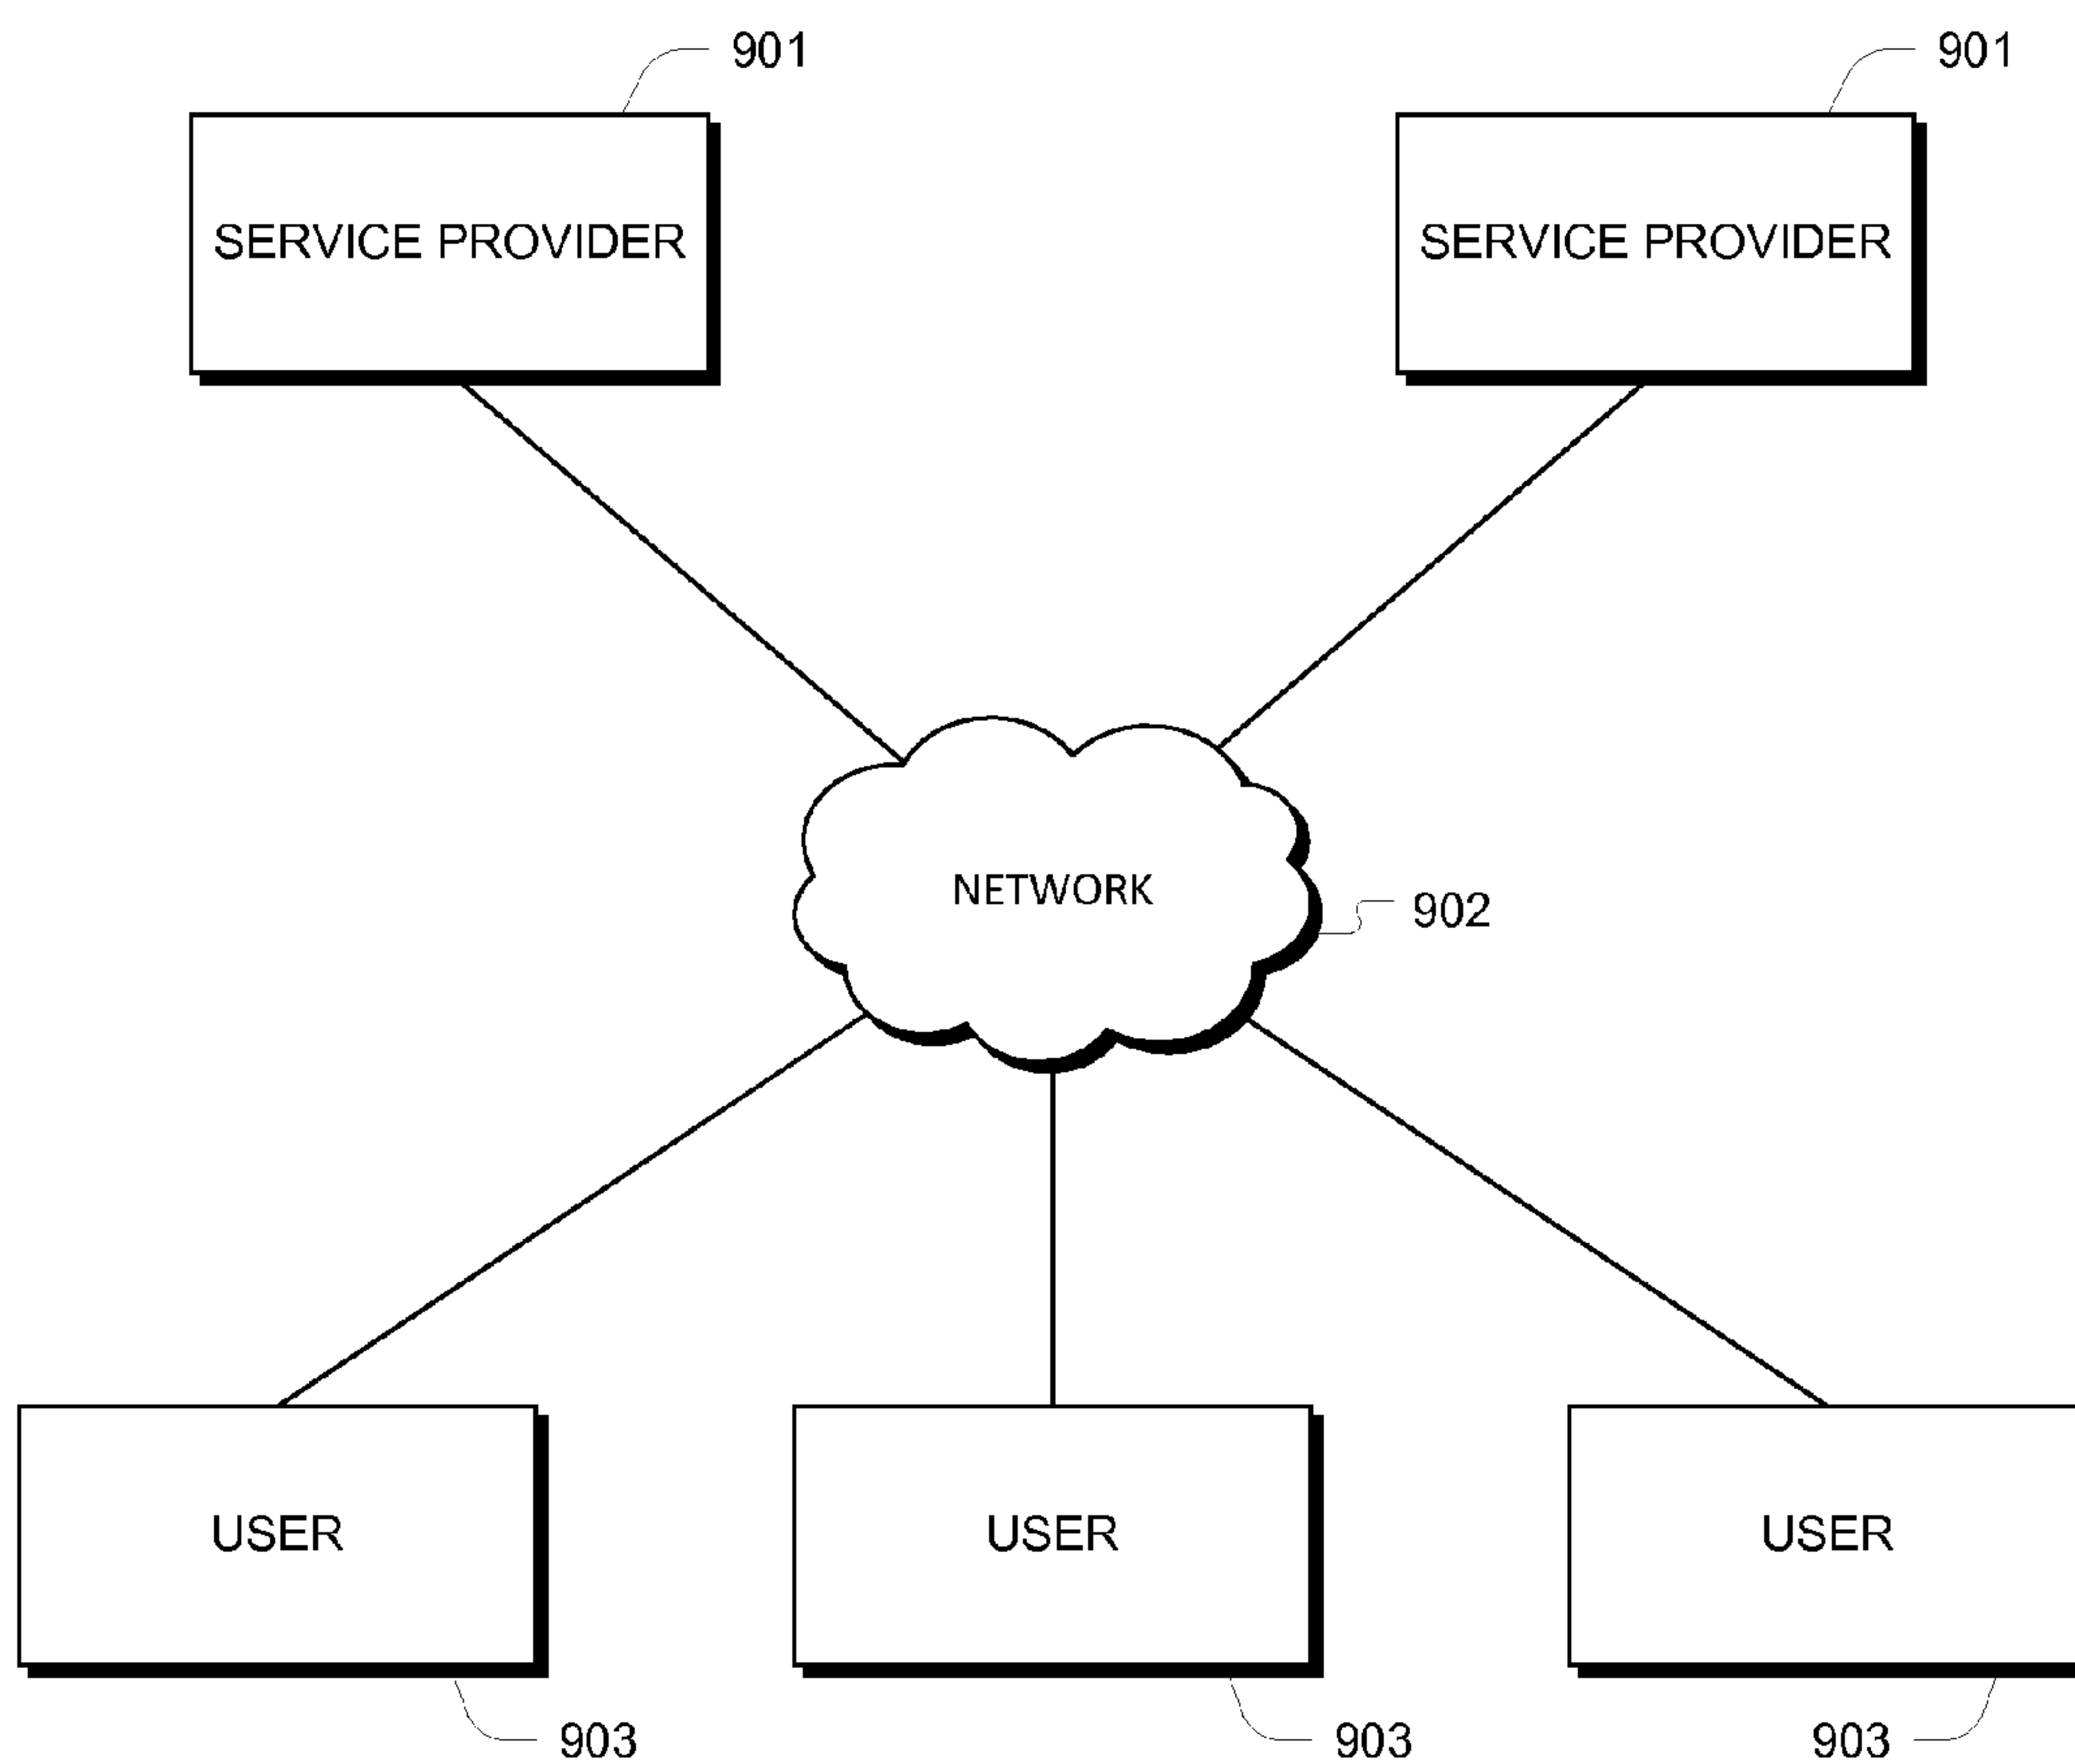 901
901
SERVICE PROVIDER
SERVICE PROVIDER
NETWORK
902
USER
USER
USER
903
903
903